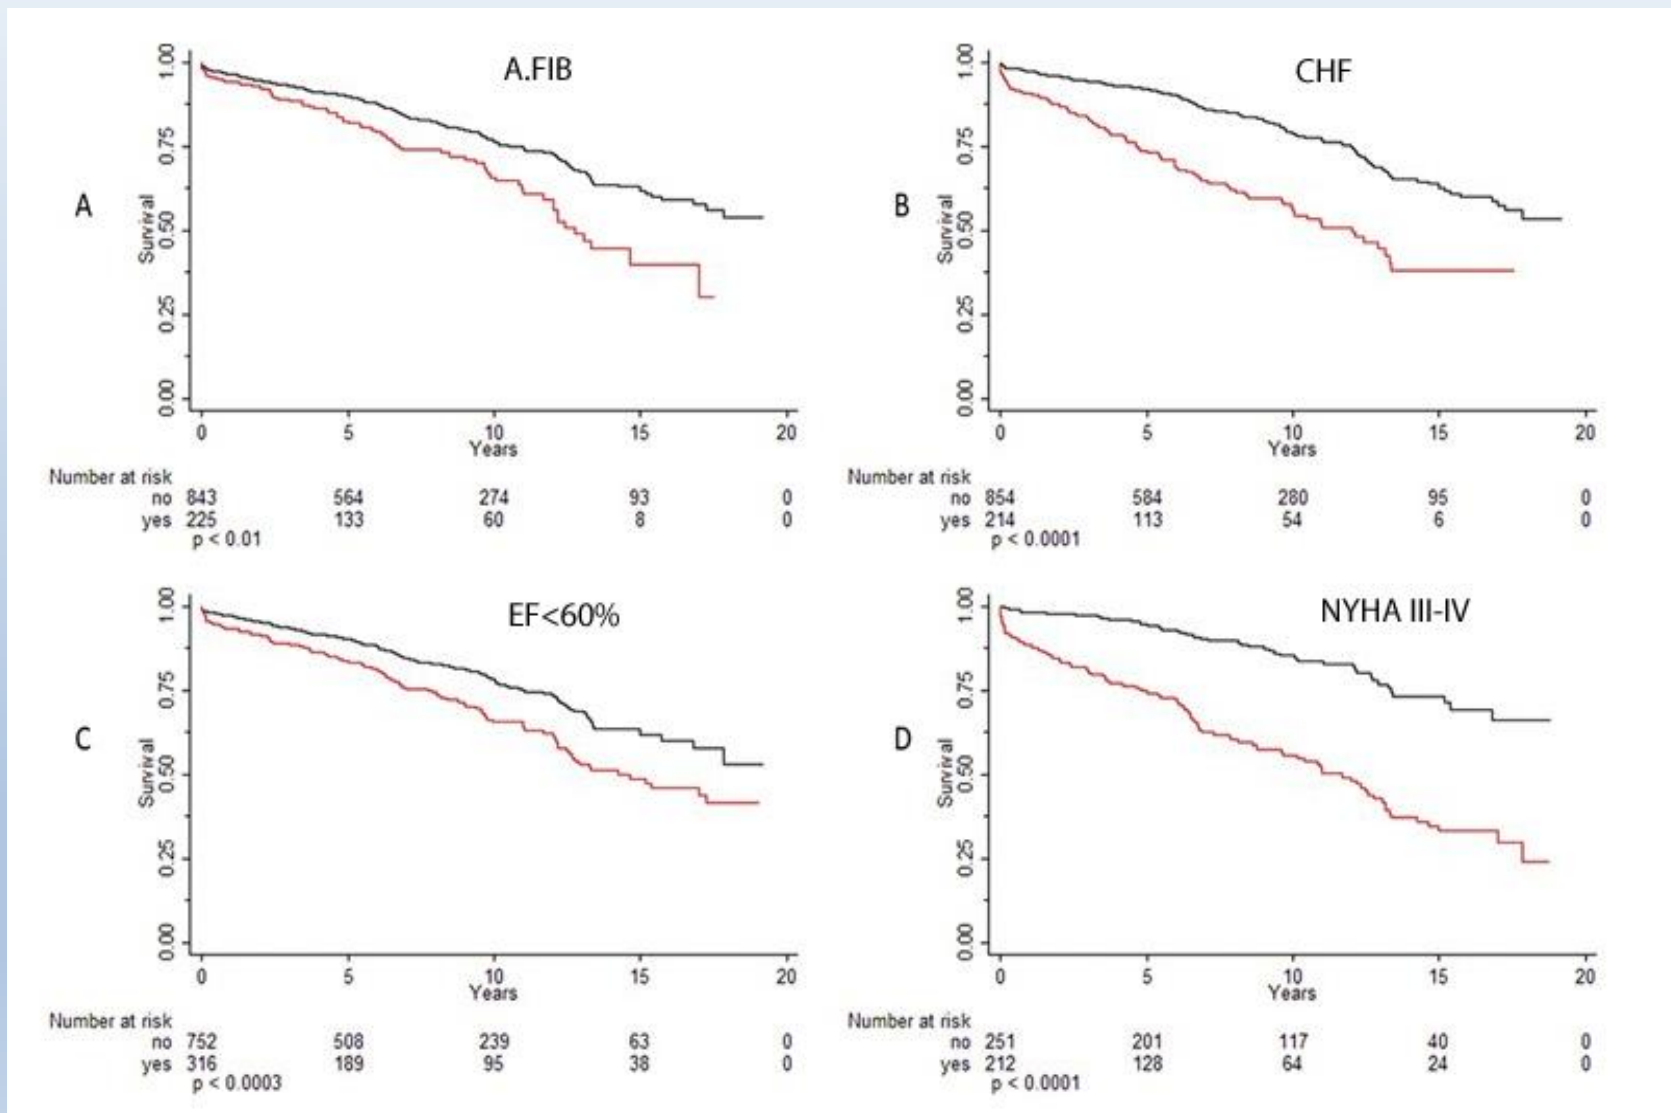 A.FIB
A
Survival
1.00
0.75
0.50
0.25
0.00
0 5 10 15 20
Years
Number at risk
no 843 564 274 93 0
yes 225 133 60 8 0
p < 0.01
CHF
B
Survival
1.00
0.75
0.50
0.25
0.00
0 5 10 15 20
Years
Number at risk
no 854 584 280 95 0
yes 214 113 54 6 0
p < 0.0001
EF<60%
C
Survival
1.00
0.75
0.50
0.25
0.00
0 5 10 15 20
Years
Number at risk
no 752 508 239 63 0
yes 316 189 95 38 0
p < 0.0003
NYHA III-IV
D
Survival
1.00
0.75
0.50
0.25
0.00
0 5 10 15 20
Years
Number at risk
no 251 201 117 40 0
yes 212 128 64 24 0
p < 0.0001